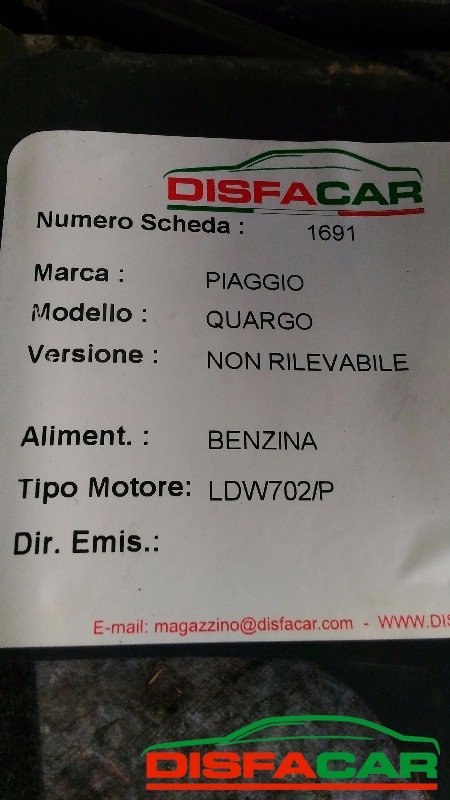 DISFACAR
Numero Scheda : 1691
Marca : PIAGGIO
Modello : QUARGO
Versione : NON RILEVABILE
Aliment. : BENZINA
Tipo Motore: LDW702/P
Dir. Emis.:
E-mail: magazzino@disfacar.com -
DISFACAR